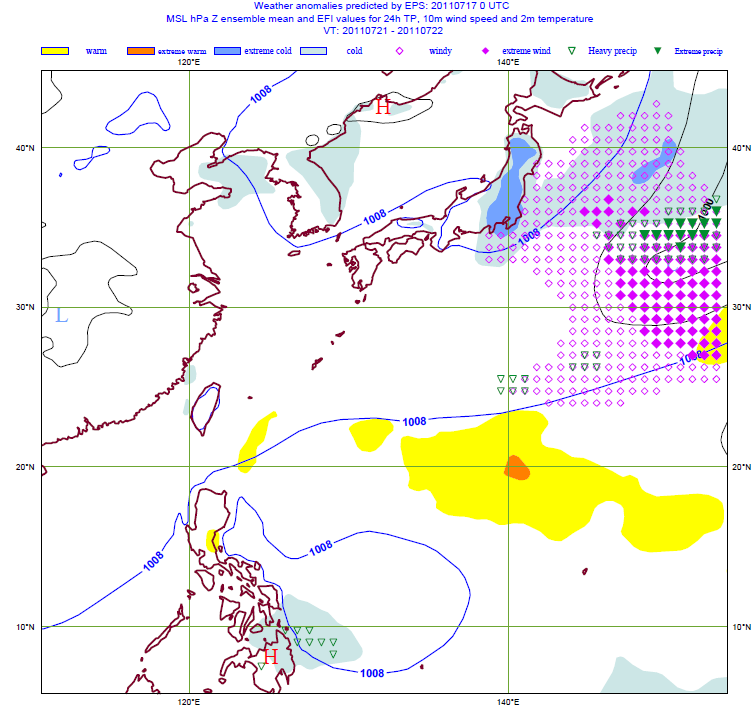 Weather anomalies predicted by EPS: 20110717 0 UTC
MSL hPa Z ensemble mean and EFI values for 24h TP, 10m wind speed and 2m temperature
VT: 20110721 - 20110722
warm extreme warm extreme cold cold windy extreme wind Heavy precip Extreme precip
120°E 140°E
1008
H
40°N 40°N
1000
1008
1008
L
30°N 30°N
1008
1008
20°N 20°N
1008
1008
10°N 10°N
H
1008
120°E 140°E